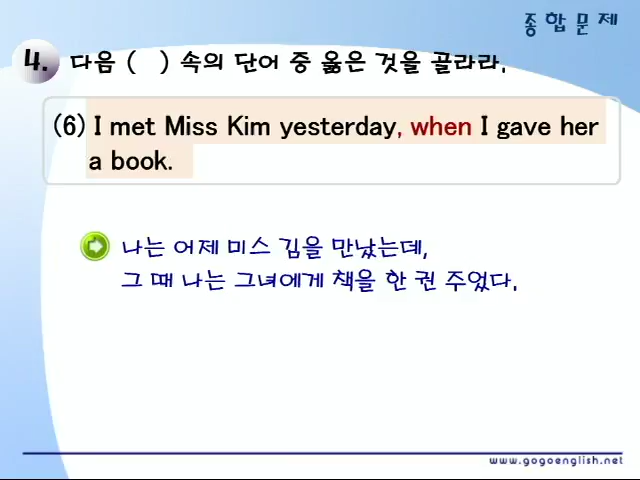 종합문제
4. 다음 ( ) 속의 단어 중 옳은 것을 골라라.
(6) I met Miss Kim yesterday, when I gave her
a book.
나는 어제 미스 김을 만났는데,
그 때 나는 그녀에게 책을 한 권 주었다.
www.gogoenglish.net